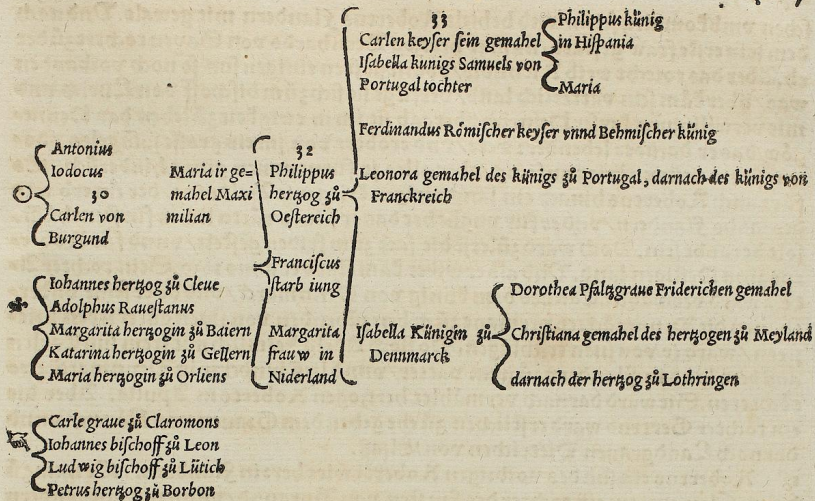 Antonius
Iodocus
30
Carlen von
Burgund
Maria ir ge=
mahel Maxi
milian
Iohannes hertzog zů Cleue
Adolphus Rauestanus
Margarita hertzogin zů Baiern
Katarina hertzogin zů Gellern
Maria hertzogin zů Orliens
Carle graue zů Claromons
Iohannes bischoff zů Leon
Ludwig bischoff zů Lütich
Petrus hertzog zů Borbon
32
Philippus
hertzog zů
Oestereich
Franciscus
starb iung
Margarita
frauw in
Niderland
33
Carlen keyser sein gemahel
Isabella kunigs Samuels von
Portugal tochter
Philippus künig
in Hispania
Maria
Ferdinandus Römischer keyser vnnd Behmischer künig
Leonora gemahel des künigs zů Portugal, darnach des künigs von
Franckreich
Isabella Künigin zů
Dennmarck
Dorothea Pfaltzgraue Friderichen gemahel
Christiana gemahel des hertzogen zů Meyland
darnach der hertzog zů Lothringen